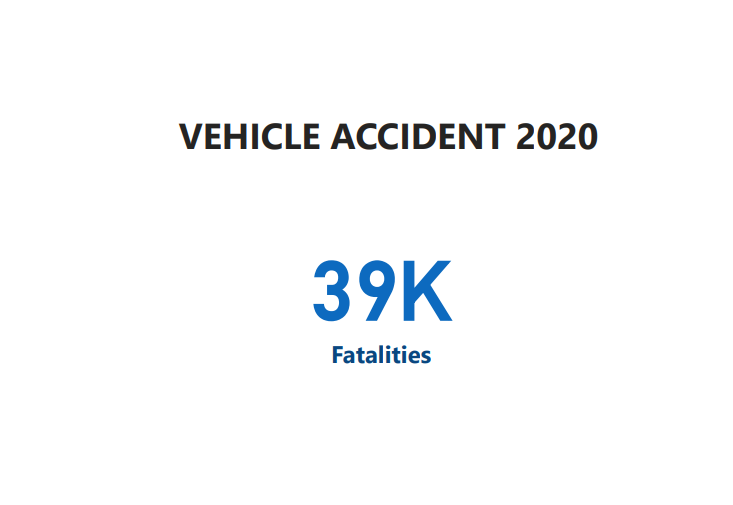 VEHICLE ACCIDENT 2020
39K
Fatalities